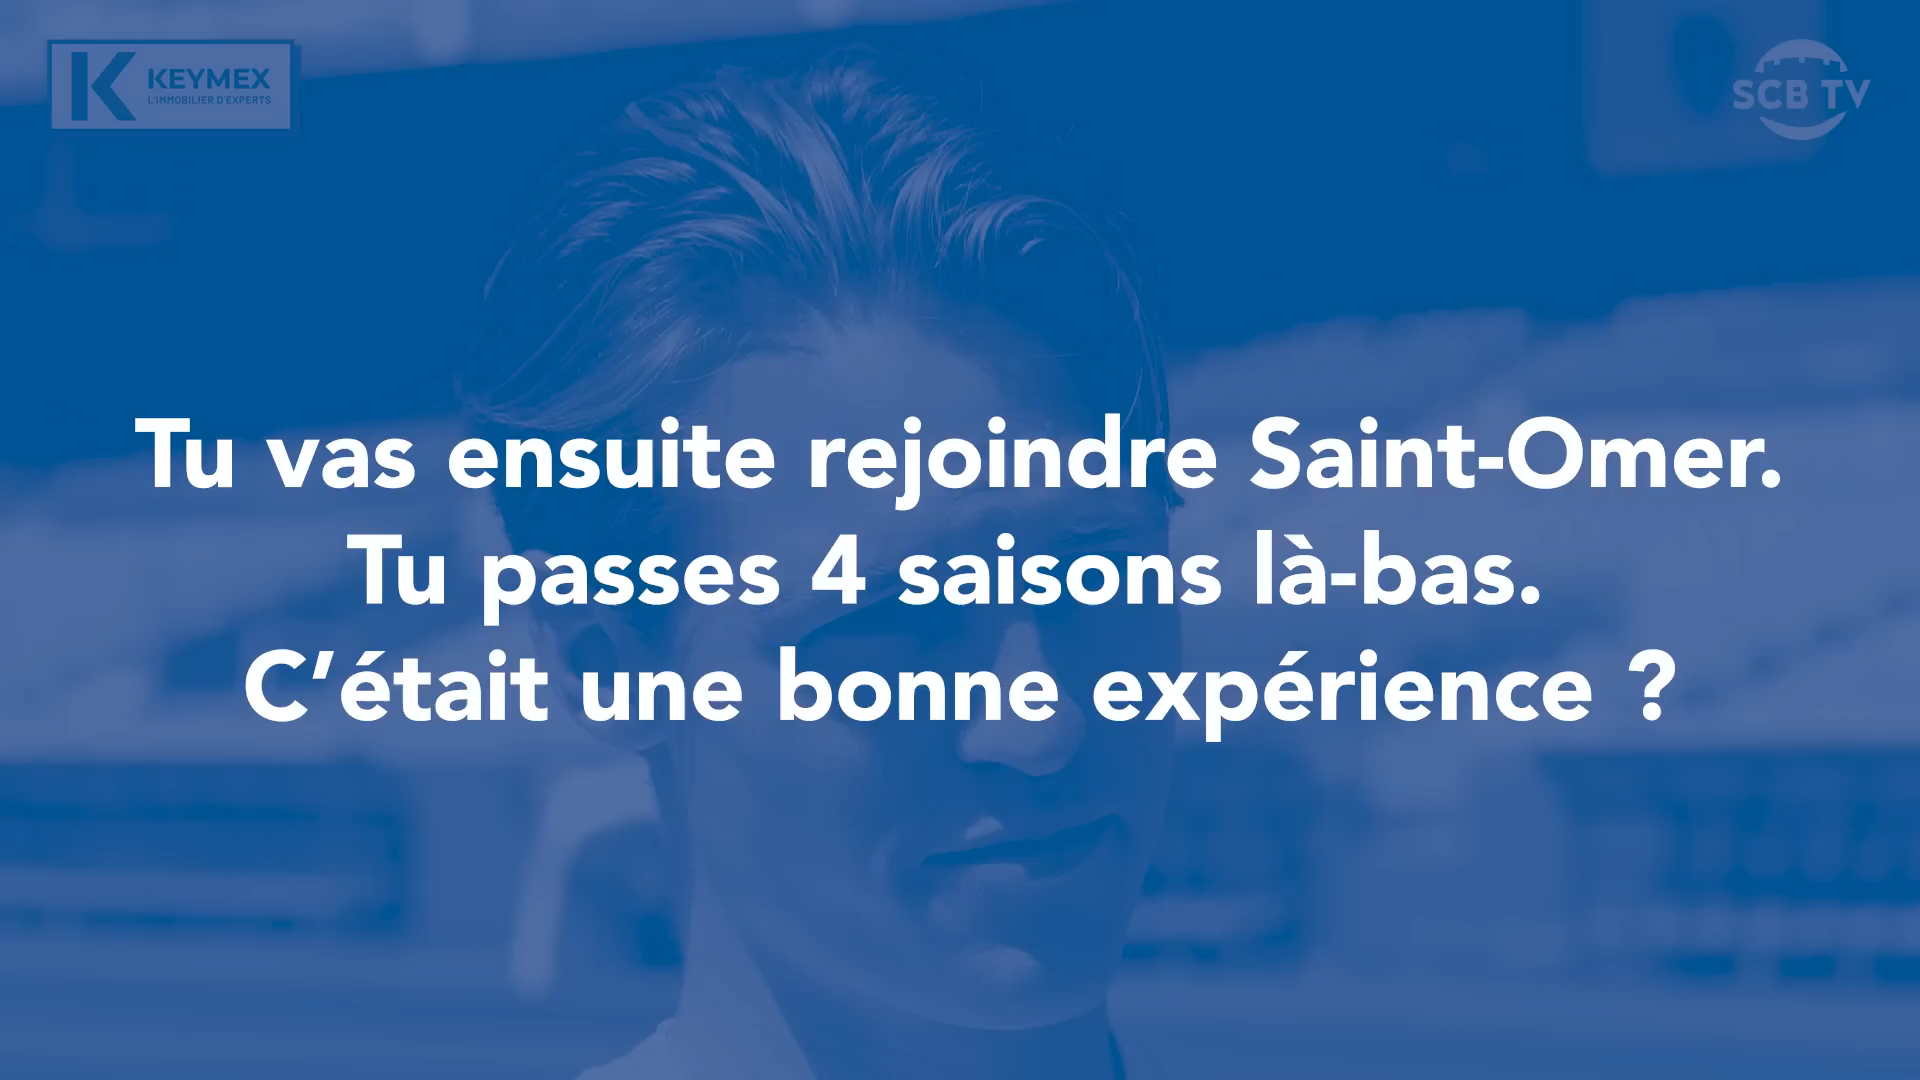 KEYMEX
L'IMMOBILIER D'EXPERTS
SCB TV
Tu vas ensuite rejoindre Saint-Omer.
Tu passes 4 saisons là-bas.
C’était une bonne expérience ?